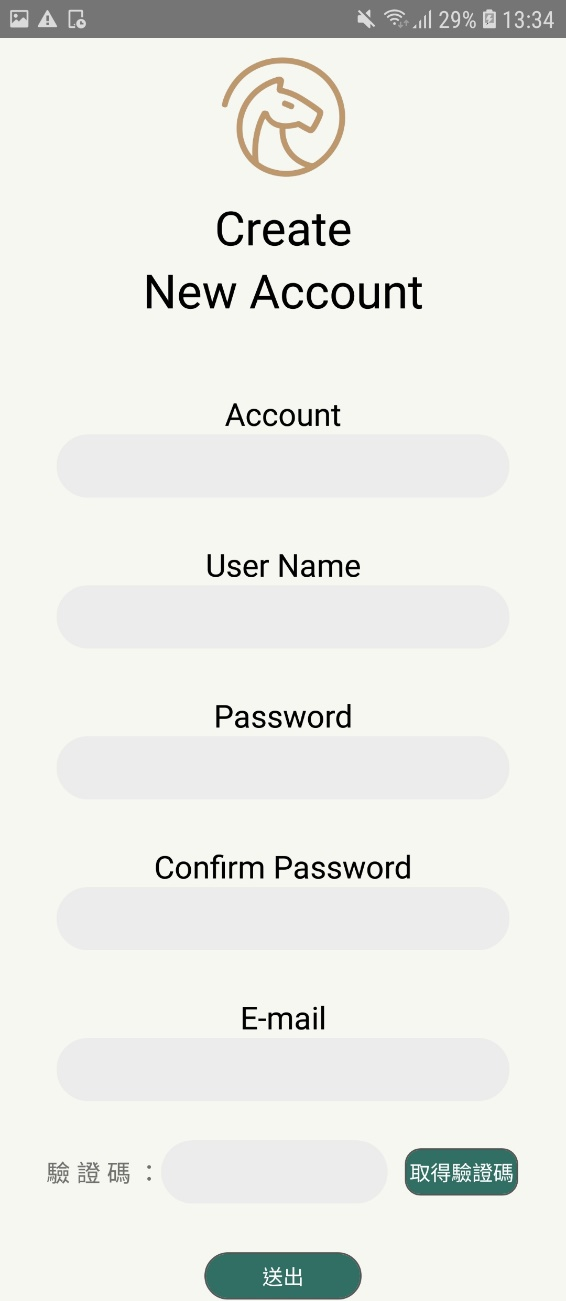 29% 13:34
Create
New Account
Account
User Name
Password
Confirm Password
E-mail
驗證碼： 取得驗證碼
送出